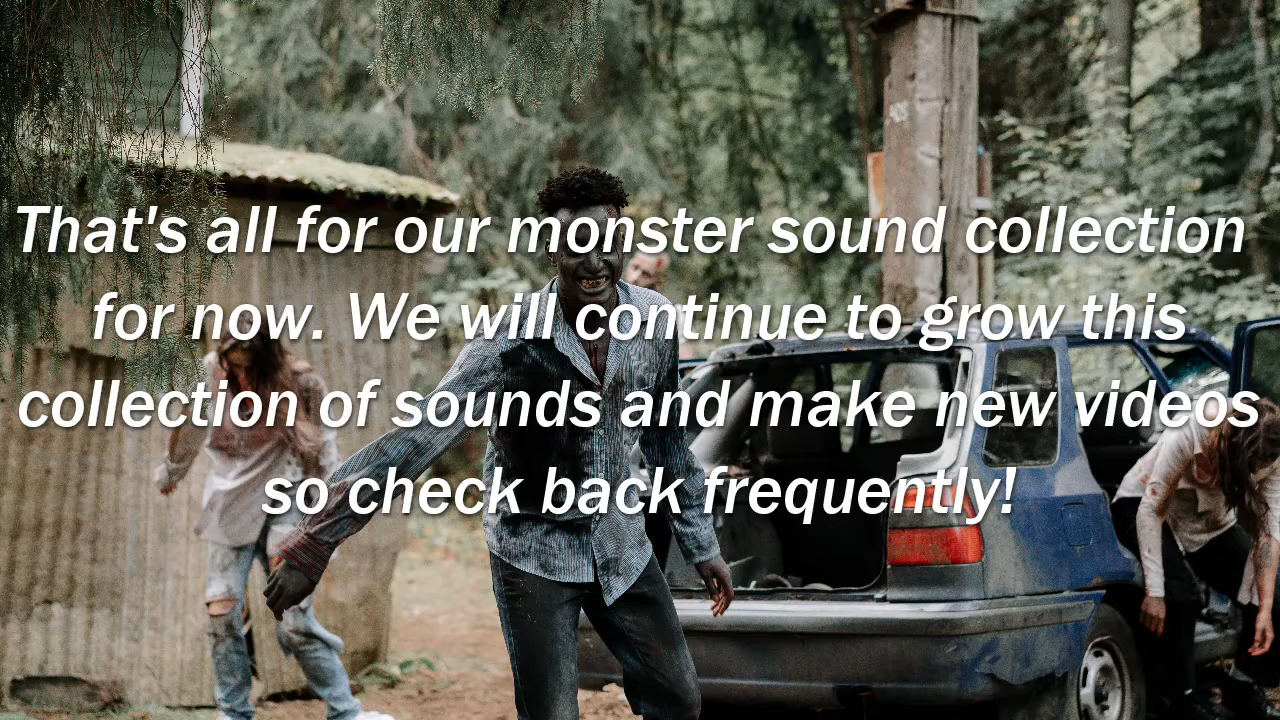 That's all for our monster sound collection
for now. We will continue to grow this
collection of sounds and make new videos
so check back frequently!